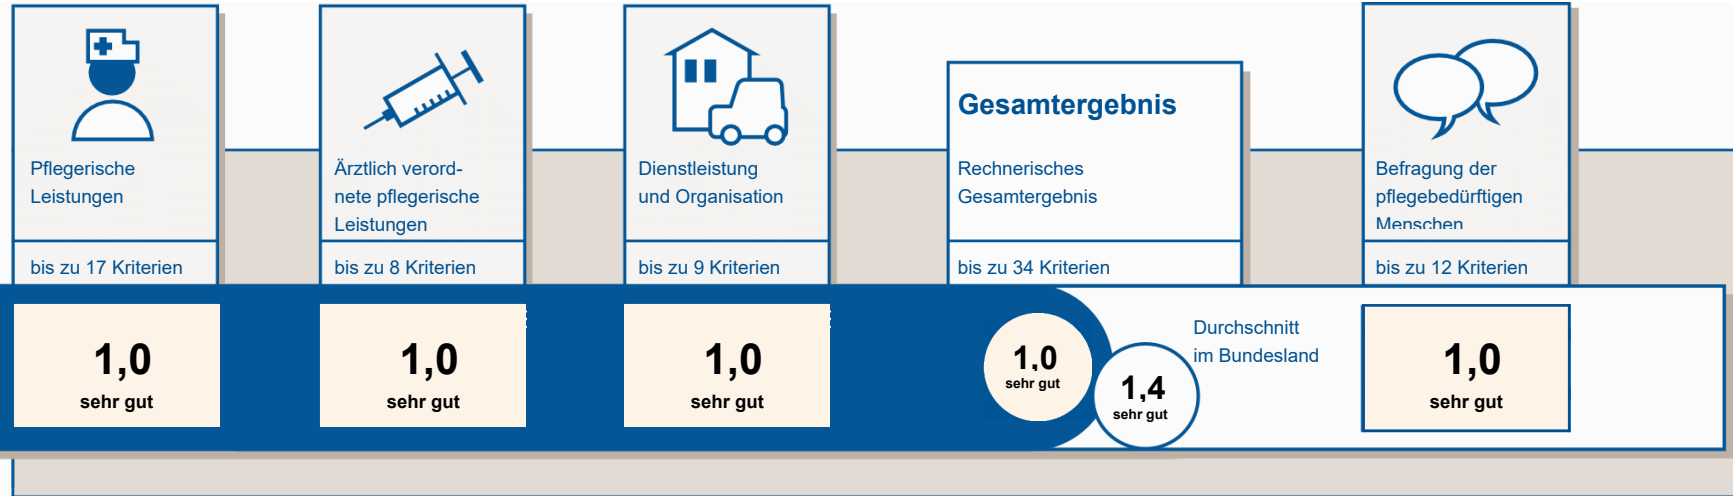 Pflegerische
Leistungen
bis zu 17 Kriterien
1,0
sehr gut
Ärztlich verord-
nete pflegerische
Leistungen
bis zu 8 Kriterien
1,0
sehr gut
Dienstleistung
und Organisation
bis zu 9 Kriterien
1,0
sehr gut
Gesamtergebnis
Rechnerisches
Gesamtergebnis
bis zu 34 Kriterien
1,0
sehr gut
1,4
sehr gut
Durchschnitt
im Bundesland
Befragung der
pflegebedürftigen
Menschen
bis zu 12 Kriterien
1,0
sehr gut